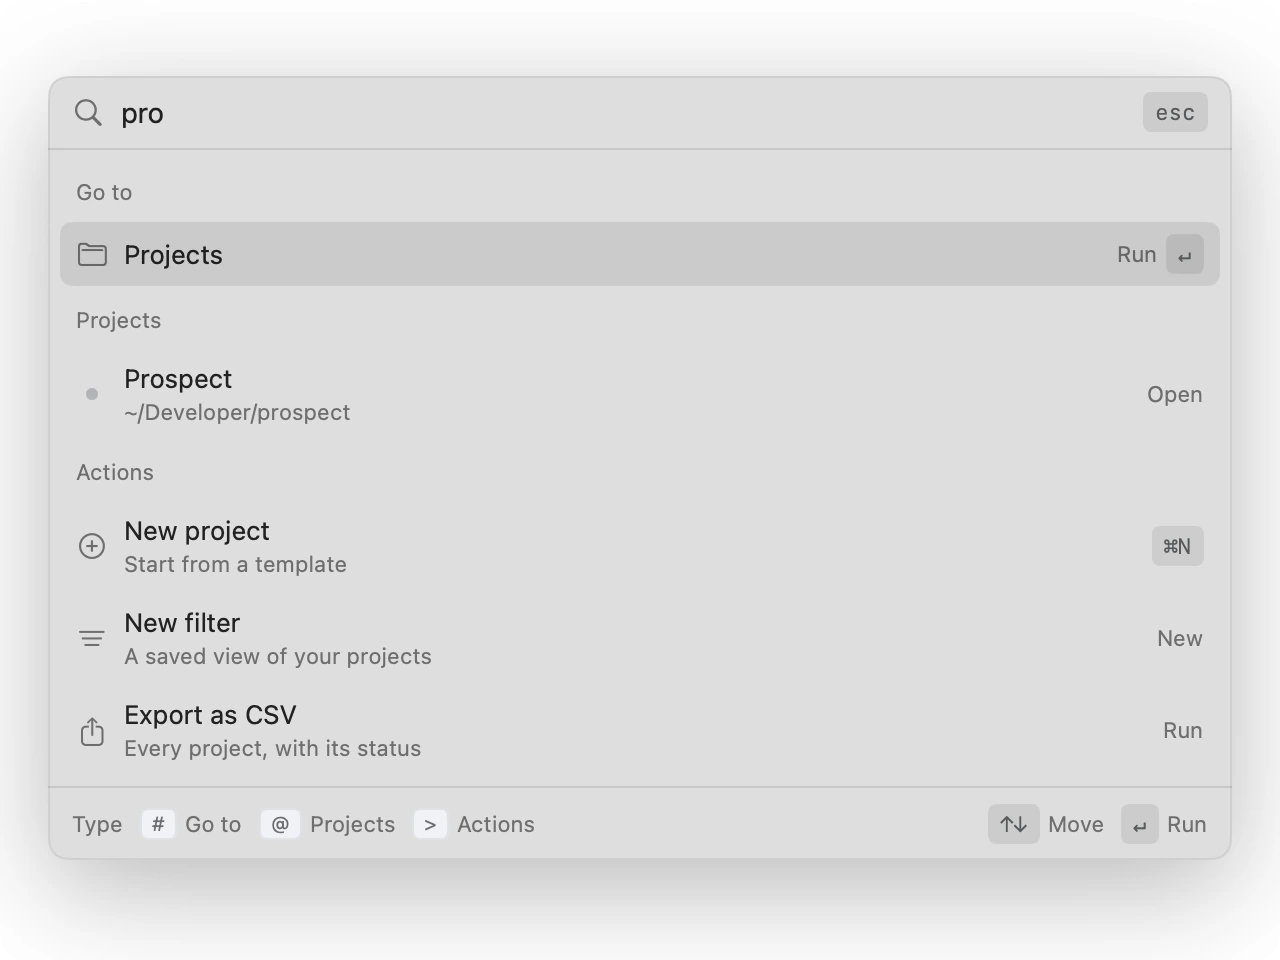 pro esc
Go to
Projects Run ↵
Projects
Prospect
~/Developer/prospect
Open
Actions
New project
Start from a template
⌘N
New filter
A saved view of your projects
New
Export as CSV
Every project, with its status
Run
Type # Go to @ Projects > Actions ↑↓ Move ↵ Run